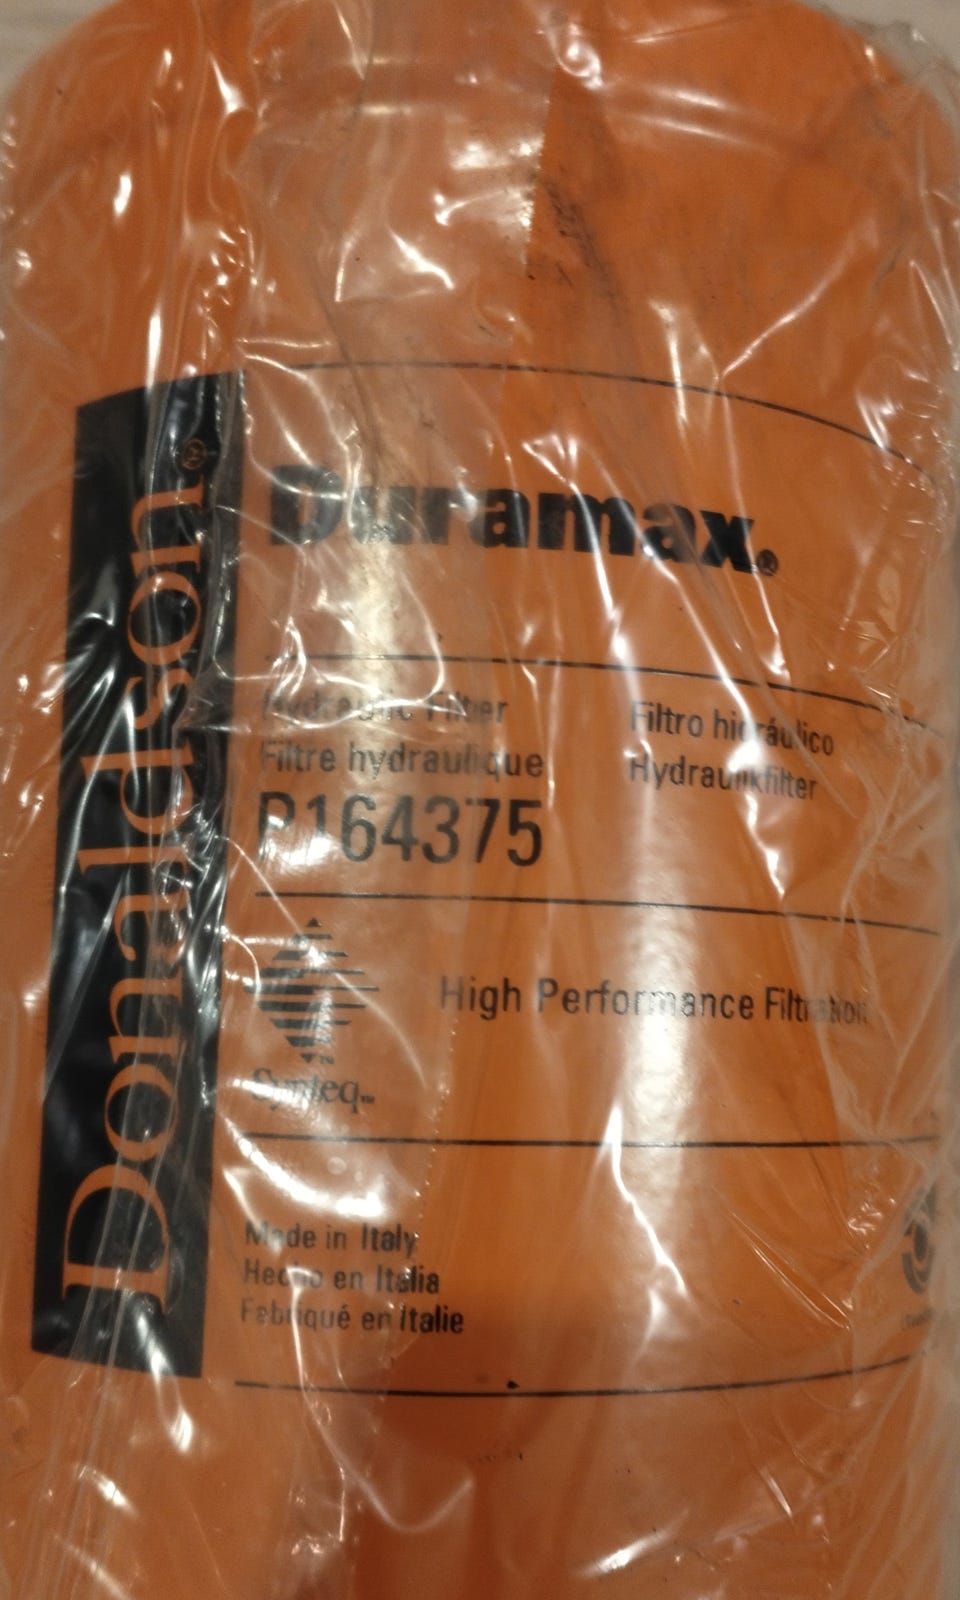 Donaldson®
Duramax®
Hydraulic Filter
Filtre hydraulique
Filtro hidráulico
Hydraulikfilter
P164375
Synteq™
High Performance Filtration
Made in Italy
Hecho en Italia
Fabriqué en Italie